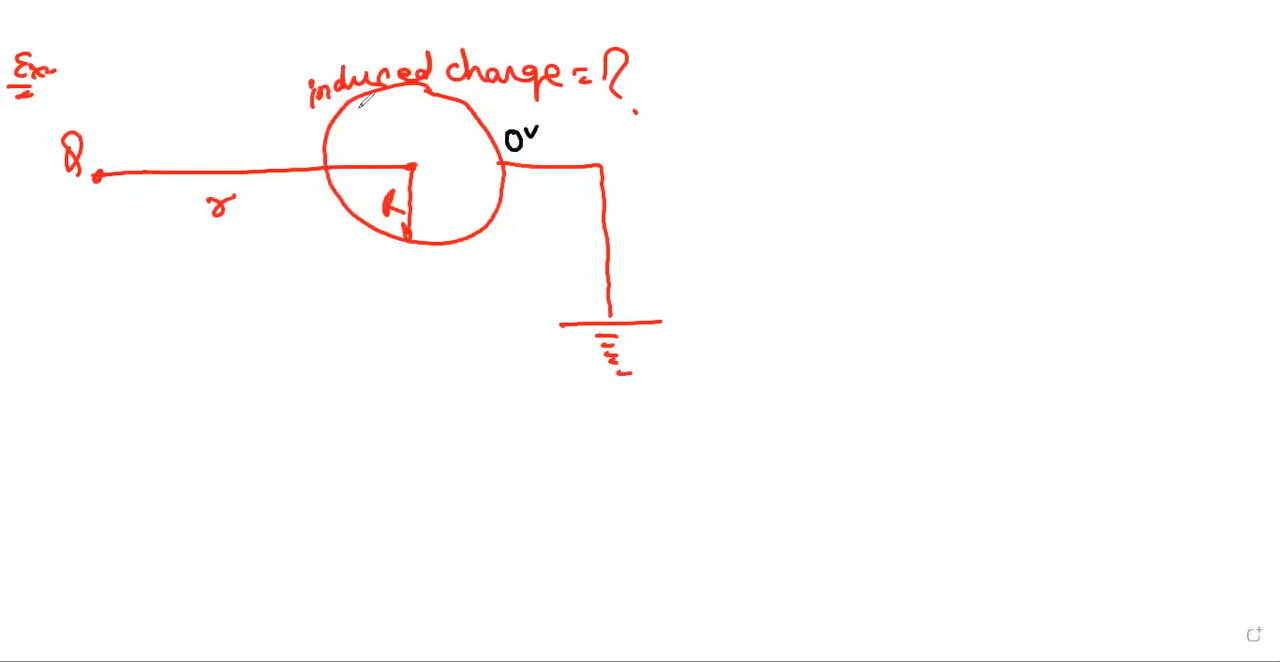 Ex
induced charge = ?
0V
Q
r
R